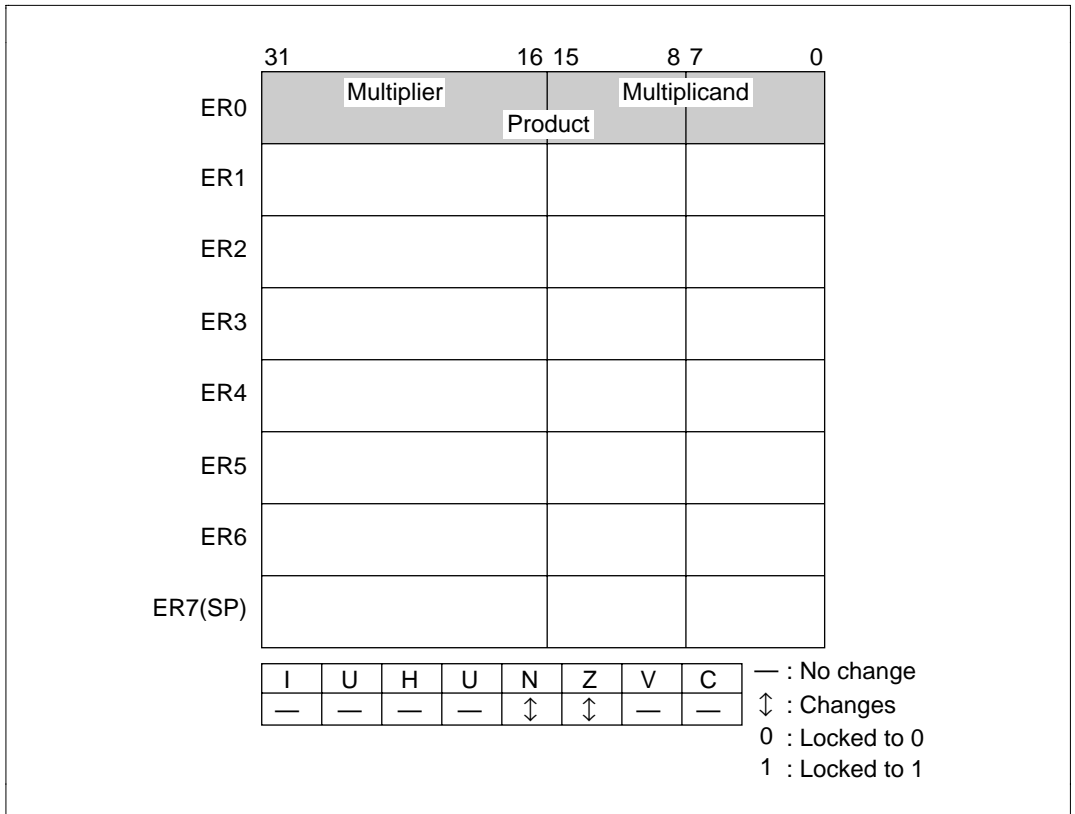 31 16 15 8 7 0
ER0 Multiplier Multiplicand
Product
ER1
ER2
ER3
ER4
ER5
ER6
ER7(SP)
I U H U N Z V C
— — — — ↕ ↕ — —
— : No change
↕ : Changes
0 : Locked to 0
1 : Locked to 1